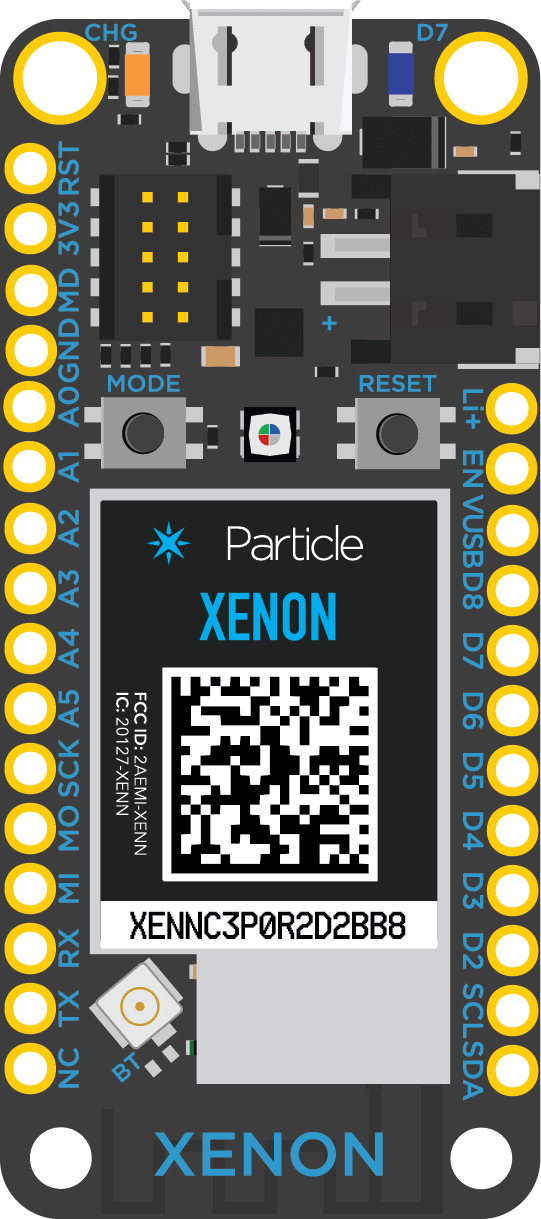 CHG
D7
RST
3V3
MD
GND
A0
A1
A2
A3
A4
A5
SCK
MO
MI
RX
TX
NC
+
MODE
RESET
Li+
EN
VUSB
D8
D7
D6
D5
D4
D3
D2
SCL
SDA
Particle
XENON
FCC ID: 2AEMI-XENN
IC: 20127-XENN
XENNC3P0R2D2BB8
BT
XENON